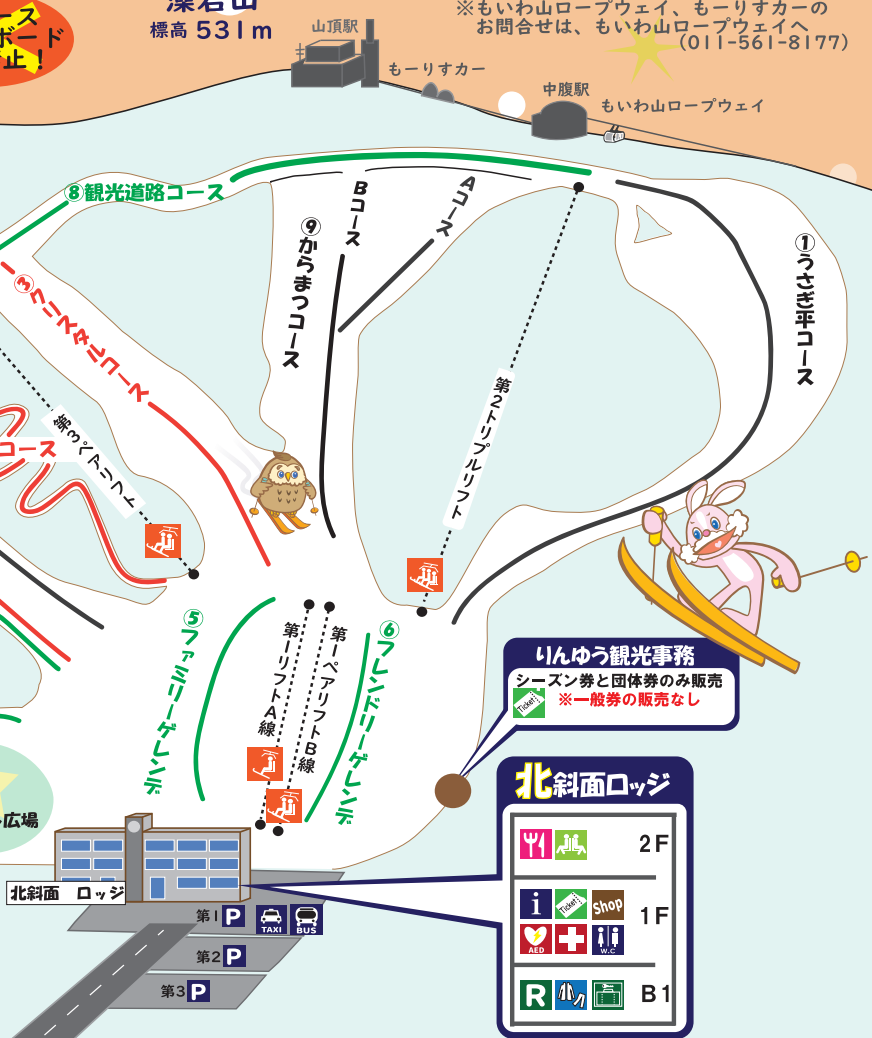 ース
ボード
止！
深名山
標高 531m
※もいわ山ロープウェイ、もーりすカーの
お問合せは、もいわ山ロープウェイへ
(011-561-8177)
山頂駅
もーりすカー
中腹駅
もいわ山ロープウェイ
⑧観光道路コース
Bコース
Aコース
⑨からまつコース
①うさぎ平コース
③クリスタルコース
コース
第3ペアリフト
第2トリプルリフト
⑤ファミリーゲレンデ
第1リフトA線
第1ペアリフトB線
⑥フレンドリーゲレンデ
りんゆう観光事務
シーズン券と団体券のみ販売
Ticket
※一般券の販売なし
広場
北斜面 ロッジ
第1 P TAXI BUS
第2 P
第3 P
北斜面ロッジ
2F
i Ticket Shop
1F
AED W.C
R B1